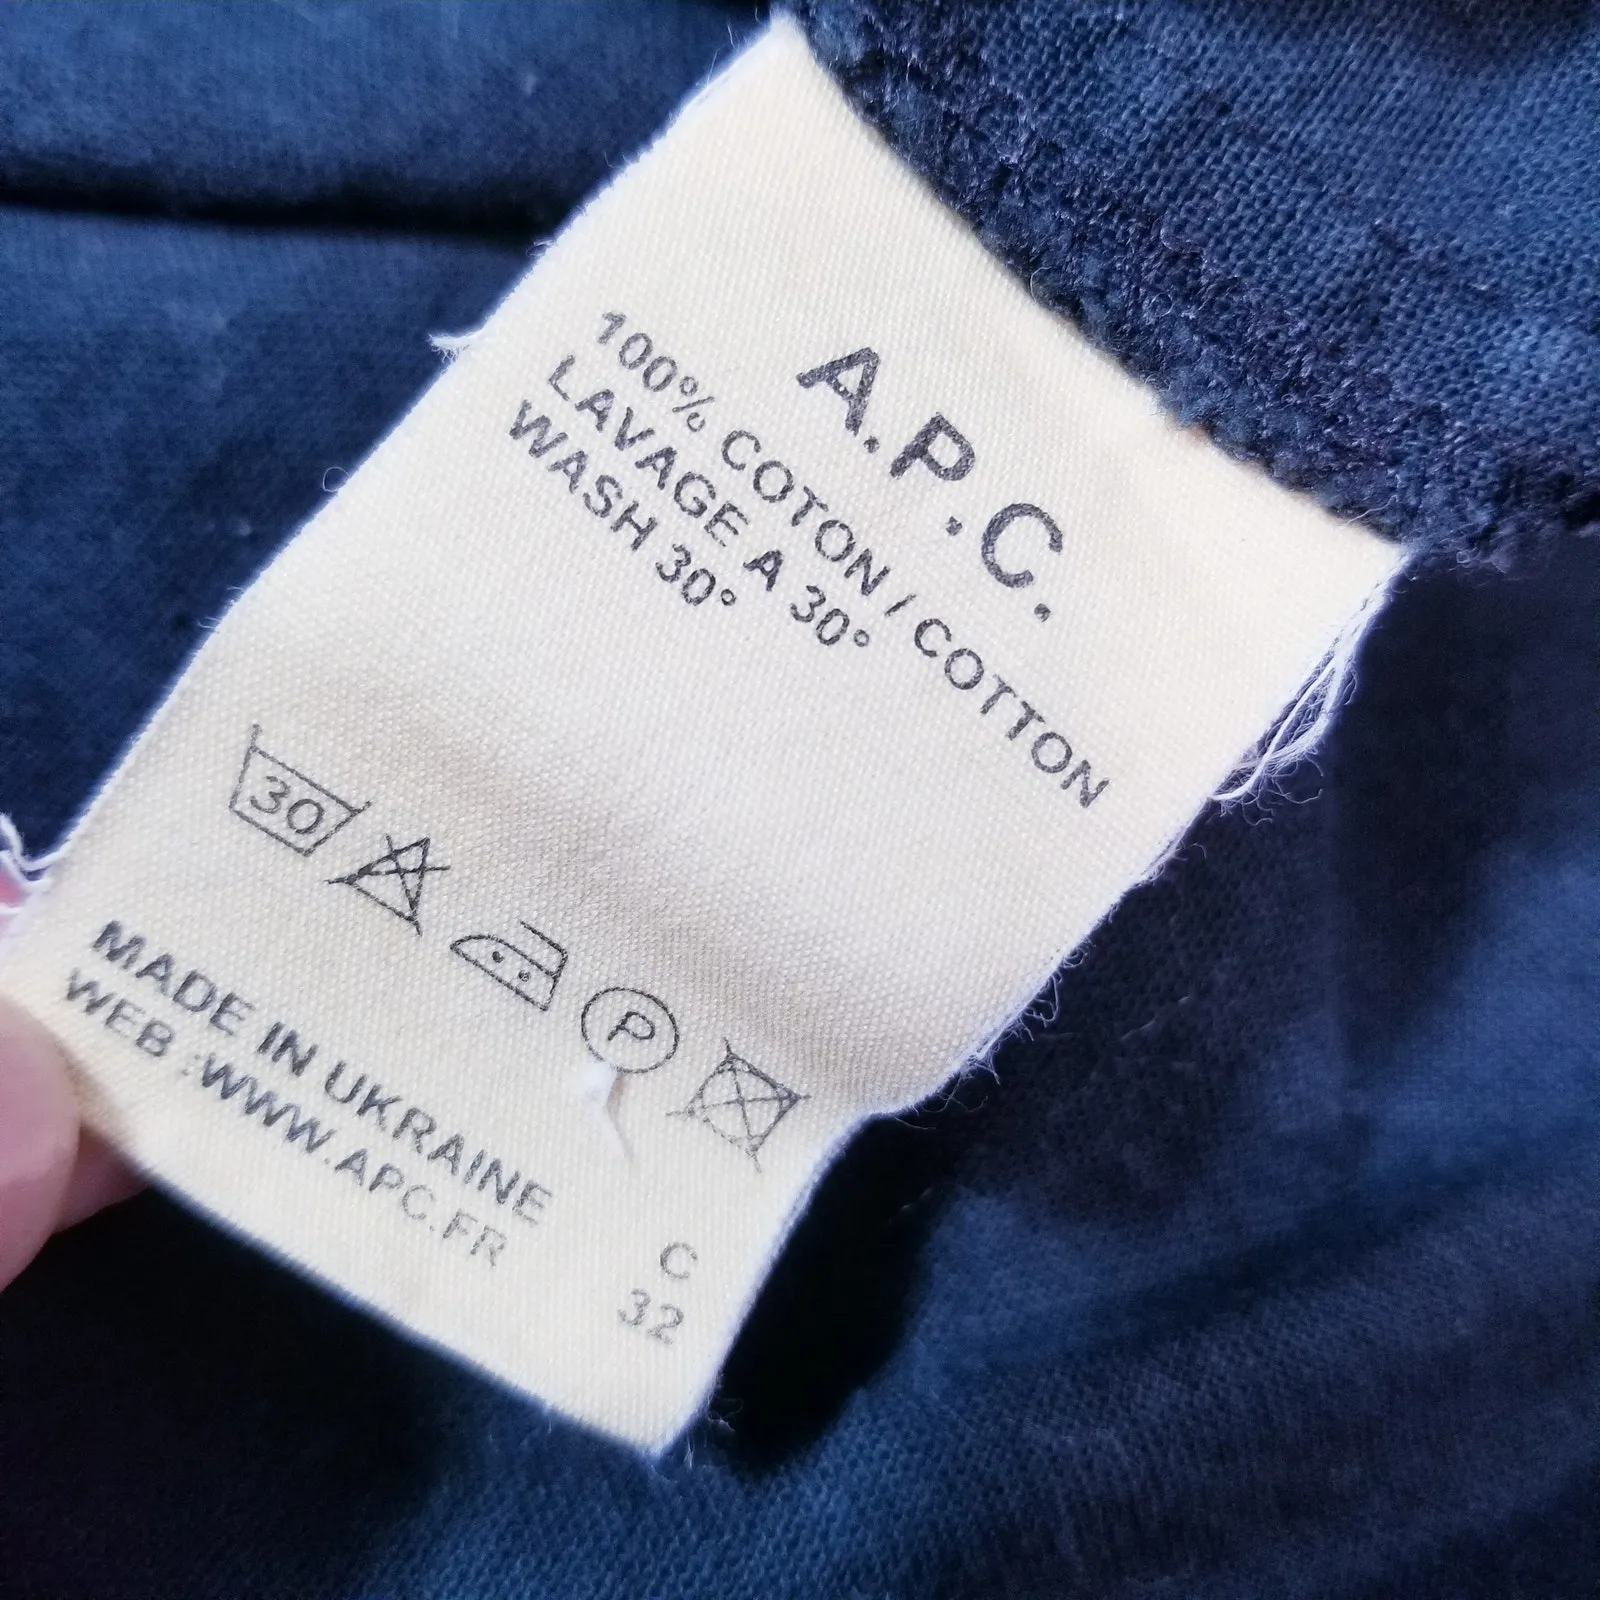 A.P.C.
100% COTON / COTTON
LAVAGE A 30°
WASH 30°
30
P
MADE IN UKRAINE
WEB :WWW.APC.FR
C
32